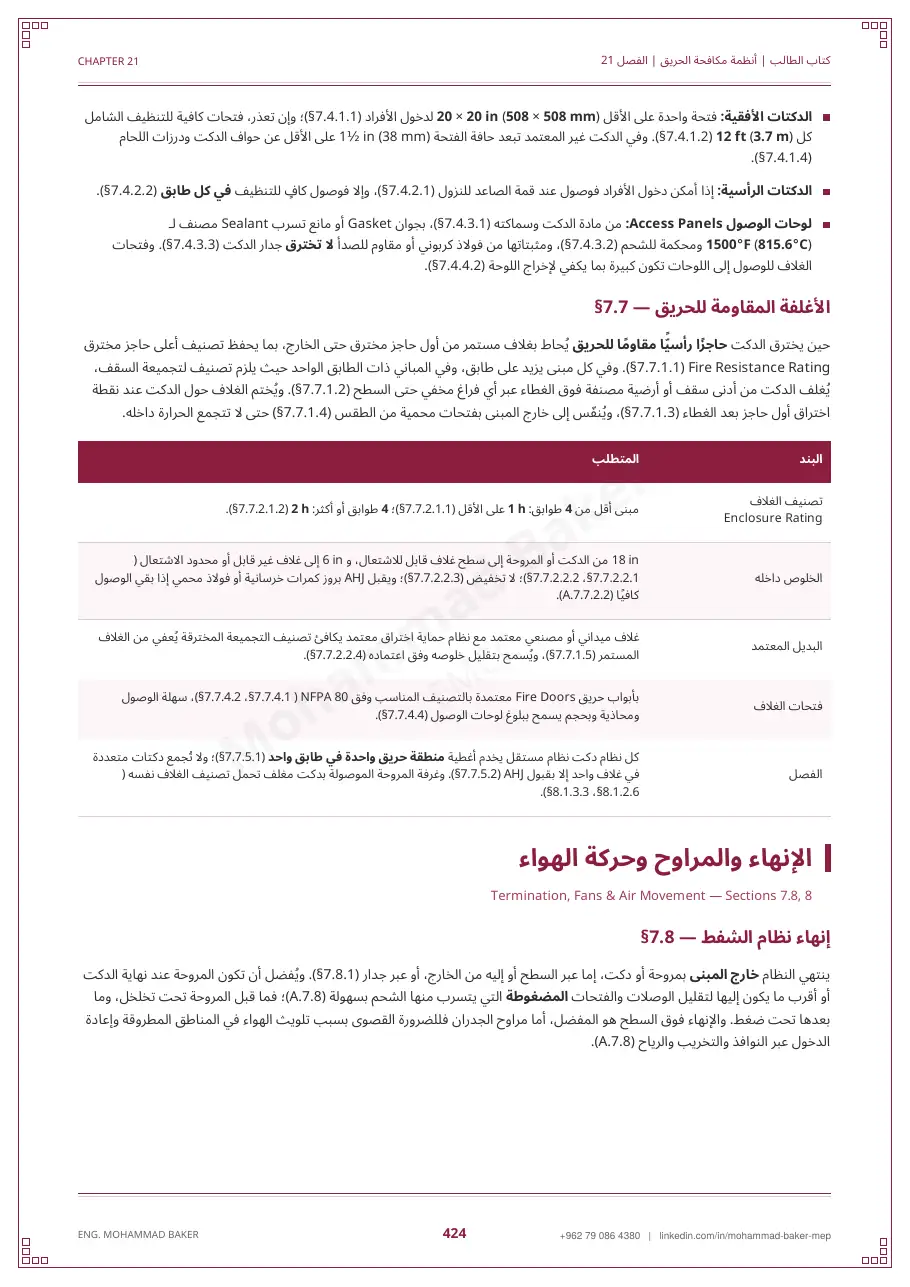 كتاب الطالب | أنظمة مكافحة الحريق | الفصل 21
CHAPTER 21
الدكتات الأفقية: فتحة واحدة على الأقل 20 × 20 in (508 × 508 mm) لدخول الأفراد (§7.4.1.1)؛ وإن تعذر، فتحات كافية للتنظيف الشامل
كل 12 ft (3.7 m) (§7.4.1.2). وفي الدكت غير المعتمد تبعد حافة الفتحة 1½ in (38 mm) على الأقل عن حواف الدكت ودرزات اللحام
(§7.4.1.4).
الدكتات الرأسية: إذا أمكن دخول الأفراد فوصول عند قمة الصاعد للنزول (§7.4.2.1)، وإلا فوصول كافٍ للتنظيف في كل طابق (§7.4.2.2).
لوحات الوصول Access Panels: من مادة الدكت وسماكته (§7.4.3.1)، بجوان Gasket أو مانع تسرب Sealant مصنف لـ
1500°F (815.6°C) ومحكمة للشحم (§7.4.3.2)، ومثبتاتها من فولاذ كربوني أو مقاوم للصدأ لا تخترق جدار الدكت (§7.4.3.3). وفتحات
الغلاف للوصول إلى اللوحات تكون كبيرة بما يكفي لإخراج اللوحة (§7.4.4.2).
الأغلفة المقاومة للحريق — §7.7
حين يخترق الدكت حاجزًا رأسيًا مقاومًا للحريق يُحاط بغلاف مستمر من أول حاجز مخترق حتى الخارج، بما يحفظ تصنيف أعلى حاجز مخترق
Fire Resistance Rating (§7.7.1.1). وفي كل مبنى يزيد على طابق، وفي المباني ذات الطابق الواحد حيث يلزم تصنيف لتجميعة السقف،
يُغلف الدكت من أدنى سقف أو أرضية مصنفة فوق الغطاء عبر أي فراغ مخفي حتى السطح (§7.7.1.2). ويُختم الغلاف حول الدكت عند نقطة
اختراق أول حاجز بعد الغطاء (§7.7.1.3)، ويُنفّس إلى خارج المبنى بفتحات محمية من الطقس (§7.7.1.4) حتى لا تتجمع الحرارة داخله.
البند
المتطلب
تصنيف الغلاف
Enclosure Rating
مبنى أقل من 4 طوابق: 1 h على الأقل (§7.7.2.1.1)؛ 4 طوابق أو أكثر: 2 h (§7.7.2.1.2).
الخلوص داخله
18 in من الدكت أو المروحة إلى سطح غلاف قابل للاشتعال، و 6 in إلى غلاف غير قابل أو محدود الاشتعال (
§7.7.2.2.1، §7.7.2.2.2)؛ لا تخفيض (§7.7.2.2.3)؛ ويقبل AHJ بروز كمرات خرسانية أو فولاذ محمي إذا بقي الوصول
كافيًا (A.7.7.2.2).
البديل المعتمد
غلاف ميداني أو مصنعي معتمد مع نظام حماية اختراق معتمد يكافئ تصنيف التجميعة المخترقة يُعفي من الغلاف
المستمر (§7.7.1.5)، ويُسمح بتقليل خلوصه وفق اعتماده (§7.7.2.2.4).
فتحات الغلاف
بأبواب حريق Fire Doors معتمدة بالتصنيف المناسب وفق NFPA 80 (§7.7.4.1، §7.7.4.2)، سهلة الوصول
ومحاذية وبحجم يسمح ببلوغ لوحات الوصول (§7.7.4.4).
الفصل
كل نظام دكت نظام مستقل يخدم أغطية منطقة حريق واحدة في طابق واحد (§7.7.5.1)؛ ولا تُجمع دكتات متعددة
في غلاف واحد إلا بقبول AHJ (§7.7.5.2). وغرفة المروحة الموصولة بدكت مغلف تحمل تصنيف الغلاف نفسه (
§8.1.2.6، §8.1.3.3).
الإنهاء والمراوح وحركة الهواء
Termination, Fans & Air Movement — Sections 7.8, 8
إنهاء نظام الشفط — §7.8
ينتهي النظام خارج المبنى بمروحة أو دكت، إما عبر السطح أو إليه من الخارج، أو عبر جدار (§7.8.1). ويُفضل أن تكون المروحة عند نهاية الدكت
أو أقرب ما يكون إليها لتقليل الوصلات والفتحات المضغوطة التي يتسرب منها الشحم بسهولة (A.7.8)؛ فما قبل المروحة تحت تخلخل، وما
بعدها تحت ضغط. والإنهاء فوق السطح هو المفضل، أما مراوح الجدران فللضرورة القصوى بسبب تلويث الهواء في المناطق المطروقة وإعادة
الدخول عبر النوافذ والتخريب والرياح (A.7.8).
ENG. MOHAMMAD BAKER
424
+962 79 086 4380 | linkedin.com/in/mohammad-baker-mep